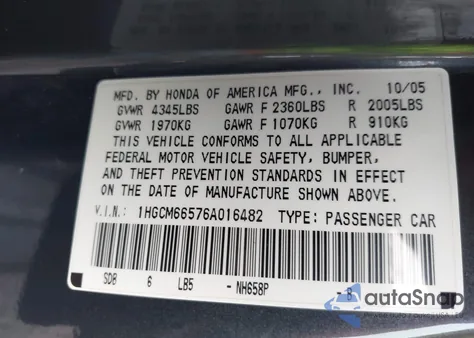 MFD. BY HONDA OF AMERICA MFG., INC. 10/05
GVWR 4345LBS GAWR F 2360LBS R 2005LBS
GVWR 1970KG GAWR F 1070KG R 910KG
THIS VEHICLE CONFORMS TO ALL APPLICABLE
FEDERAL MOTOR VEHICLE SAFETY, BUMPER,
AND THEFT PREVENTION STANDARDS IN EFFECT
ON THE DATE OF MANUFACTURE SHOWN ABOVE.
V.I.N.: 1HGCM66576A016482 TYPE: PASSENGER CAR
SDB 6 LB5 -NH658P -B
autoSnap